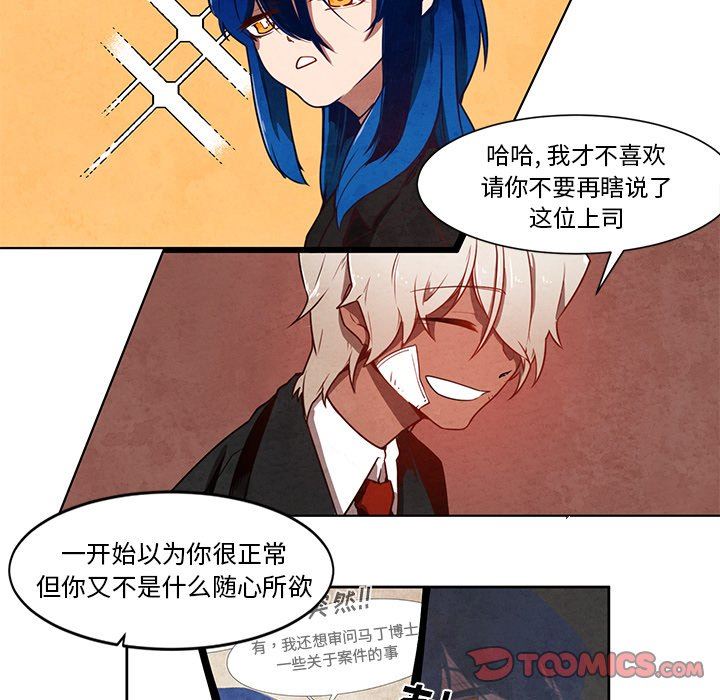 哈哈, 我才不喜欢
请你不要再瞎说了
这位上司
一开始以为你很正常
但你又不是什么随心所欲
突然!!
有，我还想审问马丁博士
一些关于案件的事
TOOMICS.COM